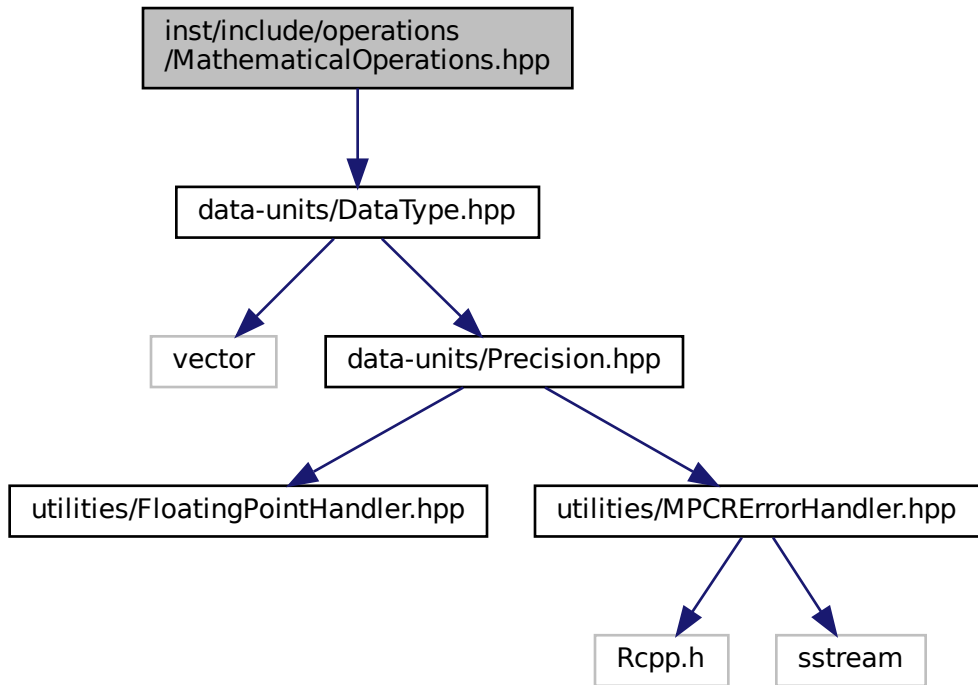 inst/include/operations
/MathematicalOperations.hpp
data-units/DataType.hpp
vector
data-units/Precision.hpp
utilities/FloatingPointHandler.hpp
utilities/MPCRErrorHandler.hpp
Rcpp.h
sstream